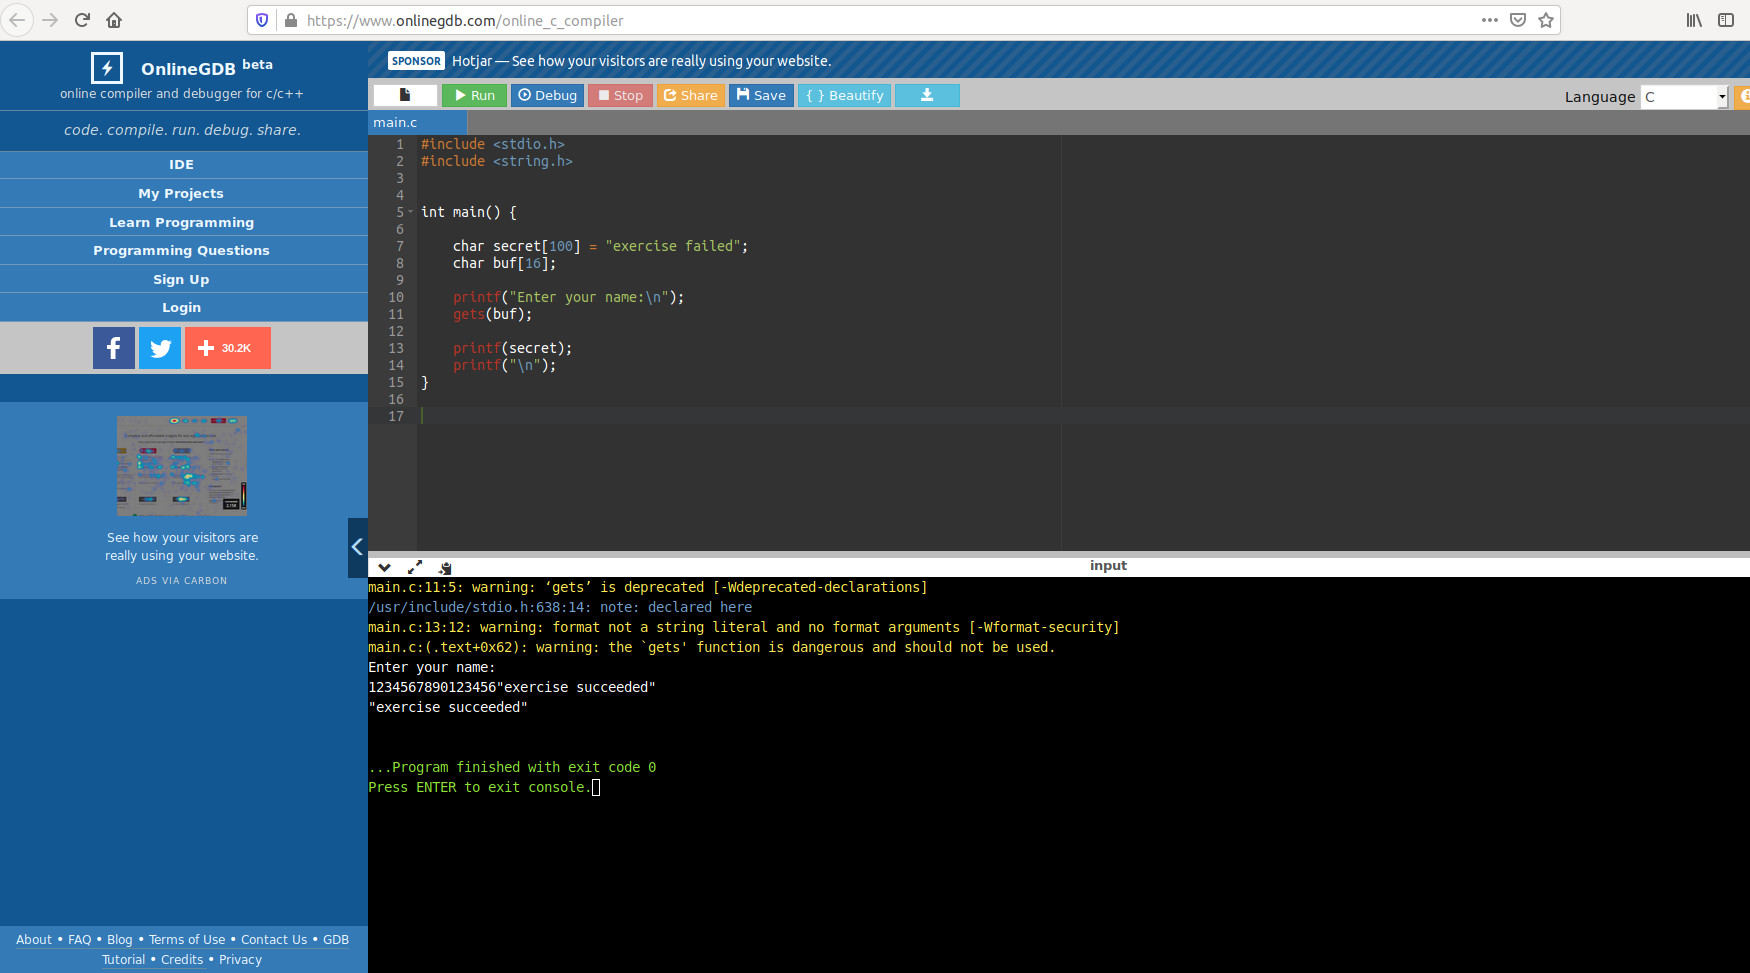 https://www.onlinegdb.com/online_c_compiler
OnlineGDB beta
online compiler and debugger for c/c++
code. compile. run. debug. share.
IDE
My Projects
Learn Programming
Programming Questions
Sign Up
Login
30.2K
See how your visitors are
really using your website.
ADS VIA CARBON
About • FAQ • Blog • Terms of Use • Contact Us • GDB
Tutorial • Credits • Privacy
SPONSOR Hotjar — See how your visitors are really using your website.
Run Debug Stop Share Save { } Beautify
Language C
main.c
1 #include <stdio.h>
2 #include <string.h>
3
4
5 int main() {
6
7 char secret[100] = "exercise failed";
8 char buf[16];
9
10 printf("Enter your name:\n");
11 gets(buf);
12
13 printf(secret);
14 printf("\n");
15 }
16
17
input
main.c:11:5: warning: ‘gets’ is deprecated [-Wdeprecated-declarations]
/usr/include/stdio.h:638:14: note: declared here
main.c:13:12: warning: format not a string literal and no format arguments [-Wformat-security]
main.c:(.text+0x62): warning: the `gets' function is dangerous and should not be used.
Enter your name:
1234567890123456"exercise succeeded"
"exercise succeeded"
...Program finished with exit code 0
Press ENTER to exit console.